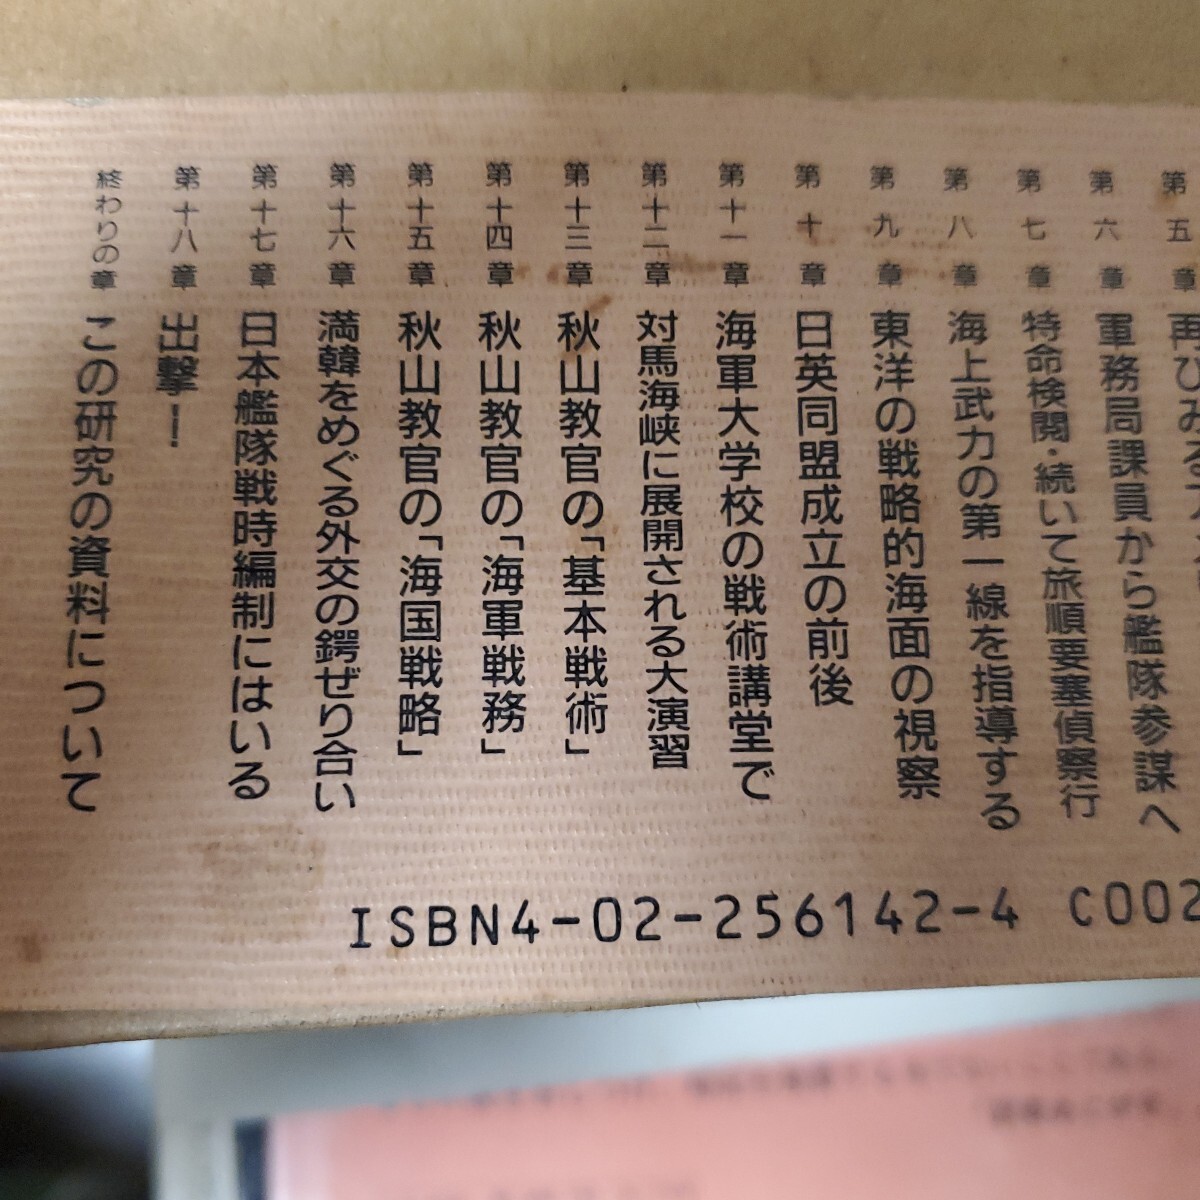 第五章 再びみる
第六章 軍務局課員から艦隊参謀へ
第七章 特命検閲・続いて旅順要塞偵察行
第八章 海上武力の第一線を指導する
第九章 東洋の戦略的海面の視察
第十章 日英同盟成立の前後
第十一章 海軍大学校の戦術講堂で
第十二章 対馬海峡に展開される大演習
第十三章 秋山教官の「基本戦術」
第十四章 秋山教官の「海軍戦務」
第十五章 秋山教官の「海国戦略」
第十六章 満韓をめぐる外交の鍔ぜり合い
第十七章 日本艦隊戦時編制にはいる
第十八章 出撃！
終わりの章 この研究の資料について
ISBN4-02-256142-4 C002